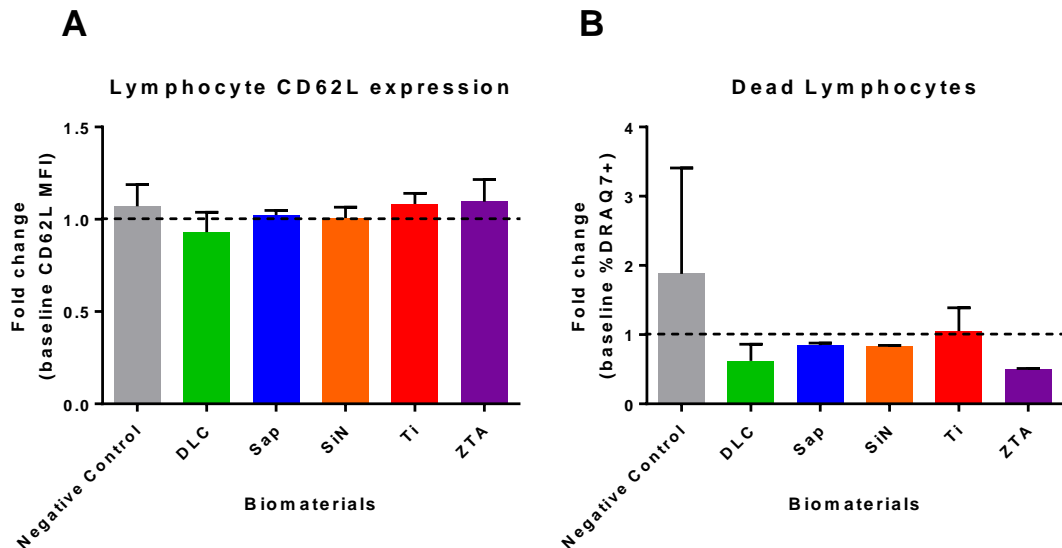 A
Lymphocyte CD62L expression
Fold change
(baseline CD62L MFI)
1.5
1.0
0.5
0.0
Negative Control
DLC
Sap
SiN
Ti
ZTA
Biomaterials
B
Dead Lymphocytes
Fold change
(baseline %DRAQ7+)
4
3
2
1
0
Negative Control
DLC
Sap
SiN
Ti
ZTA
Biomaterials